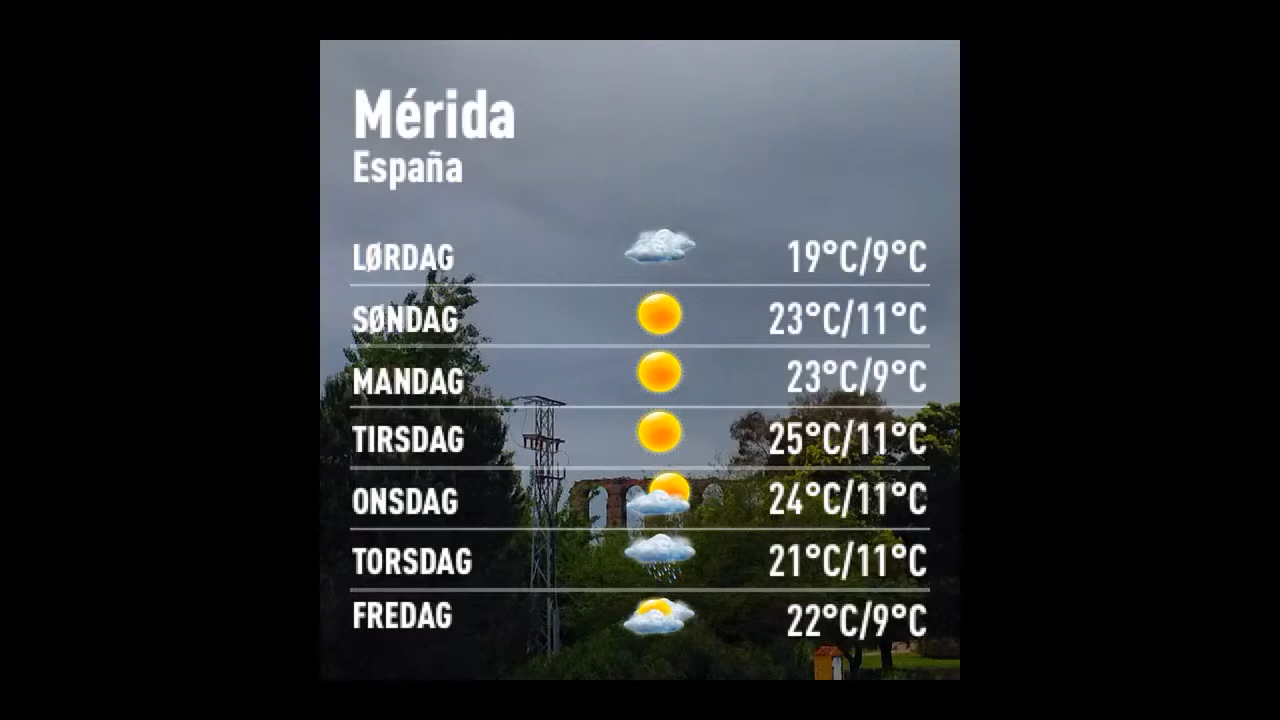 Mérida
España
LØRDAG 19°C/9°C
SØNDAG 23°C/11°C
MANDAG 23°C/9°C
TIRSDAG 25°C/11°C
ONSDAG 24°C/11°C
TORSDAG 21°C/11°C
FREDAG 22°C/9°C